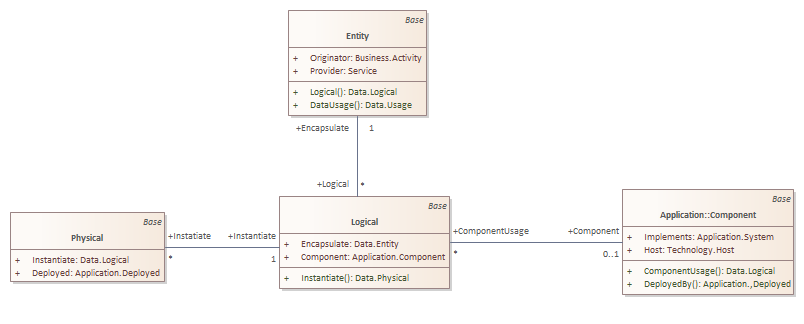 Base
Entity
+ Originator: Business.Activity
+ Provider: Service
+ Logical(): Data.Logical
+ DataUsage(): Data.Usage
+Encapsulate 1
+Logical *
Base
Physical
+ Instantiate: Data.Logical
+ Deployed: Application.Deployed
+Instatiate +Instantiate
* 1
Base
Logical
+ Encapsulate: Data.Entity
+ Component: Application.Component
+ Instantiate(): Data.Physical
+ComponentUsage +Component
* 0..1
Base
Application::Component
+ Implements: Application.System
+ Host: Technology.Host
+ ComponentUsage(): Data.Logical
+ DeployedBy(): Application.,Deployed